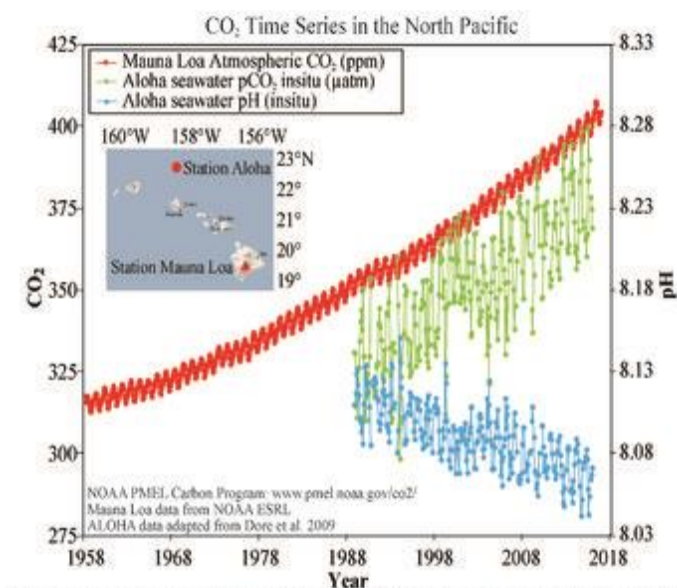 CO₂ Time Series in the North Pacific
425
400
375
350
325
300
275
CO₂
8.33
8.28
8.23
8.18
8.13
8.08
8.03
pH
Mauna Loa Atmospheric CO₂ (ppm)
Aloha seawater pCO₂ insitu (µatm)
Aloha seawater pH (insitu)
160°W 158°W 156°W
23°N
22°
21°
20°
19°
Station Aloha
Station Mauna Loa
NOAA PMEL Carbon Program: www.pmel noaa.gov/co2/
Mauna Loa data from NOAA ESRL
ALOHA data adapted from Dore et al. 2009
1958 1968 1978 1988 1998 2008 2018
Year